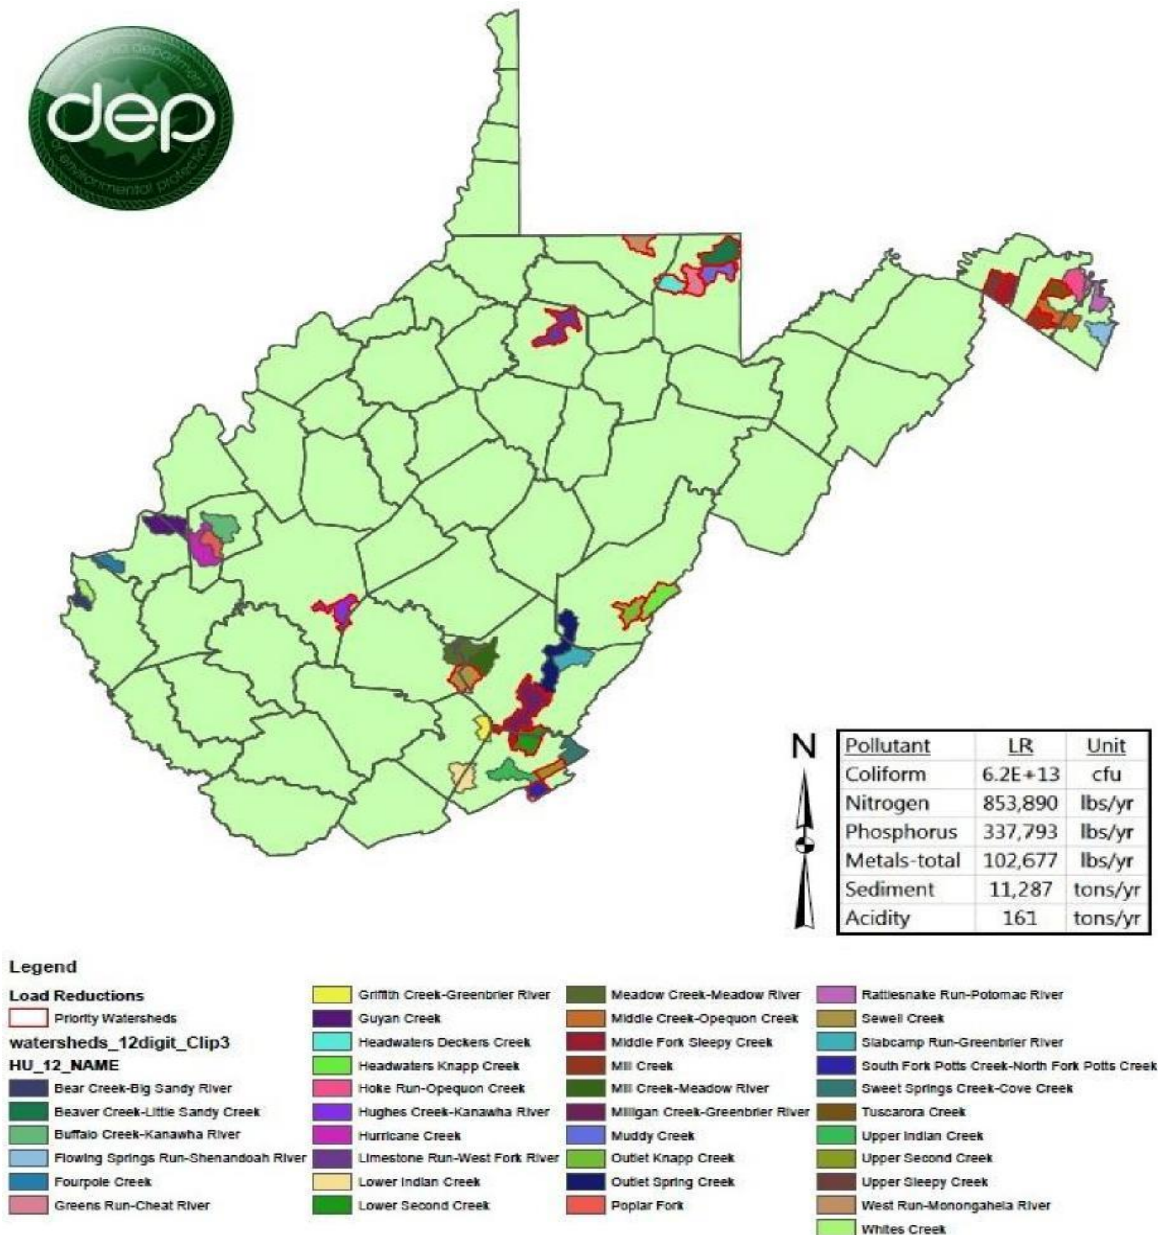 west virginia department
dep
of environmental protection
N
Pollutant LR Unit
Coliform 6.2E+13 cfu
Nitrogen 853,890 lbs/yr
Phosphorus 337,793 lbs/yr
Metals-total 102,677 lbs/yr
Sediment 11,287 tons/yr
Acidity 161 tons/yr
Legend
Load Reductions
Priority Watersheds
watersheds_12digit_Clip3
HU_12_NAME
Bear Creek-Big Sandy River
Beaver Creek-Little Sandy Creek
Buffalo Creek-Kanawha River
Flowing Springs Run-Shenandoah River
Fourpole Creek
Greens Run-Cheat River
Griffith Creek-Greenbrier River
Guyan Creek
Headwaters Deckers Creek
Headwaters Knapp Creek
Hoke Run-Opequon Creek
Hughes Creek-Kanawha River
Hurricane Creek
Limestone Run-West Fork River
Lower Indian Creek
Lower Second Creek
Meadow Creek-Meadow River
Middle Creek-Opequon Creek
Middle Fork Sleepy Creek
Mill Creek
Mill Creek-Meadow River
Milligan Creek-Greenbrier River
Muddy Creek
Outlet Knapp Creek
Outlet Spring Creek
Poplar Fork
Rattlesnake Run-Potomac River
Sewell Creek
Slabcamp Run-Greenbrier River
South Fork Potts Creek-North Fork Potts Creek
Sweet Springs Creek-Cove Creek
Tuscarora Creek
Upper Indian Creek
Upper Second Creek
Upper Sleepy Creek
West Run-Monongahela River
Whites Creek